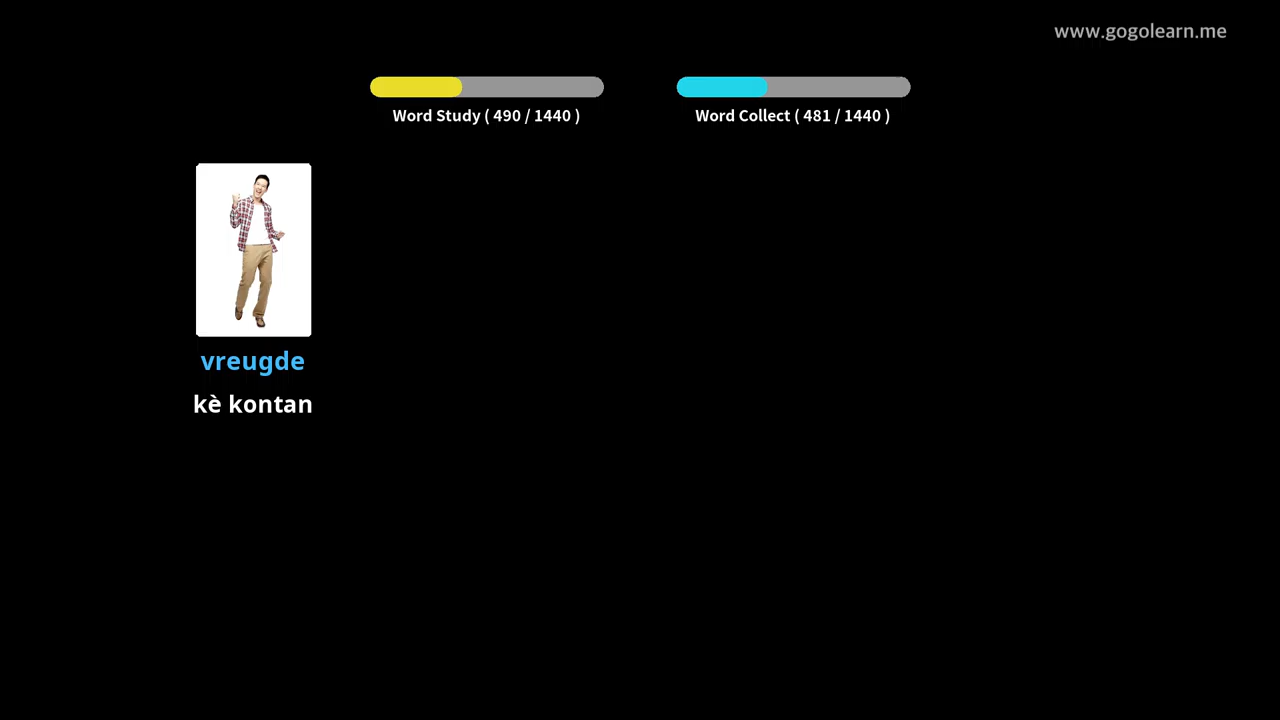 www.gogolearn.me
Word Study ( 490 / 1440 )
Word Collect ( 481 / 1440 )
vreugde
kè kontan